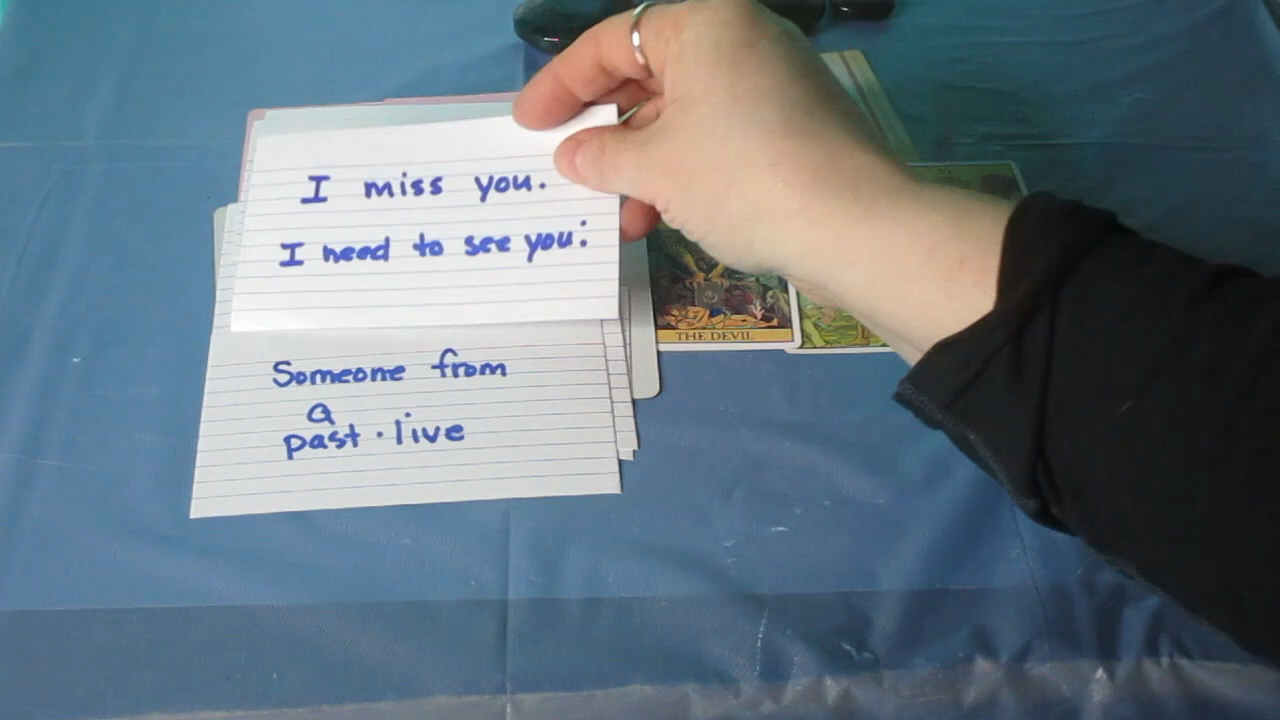 I miss you.
I need to see you:
THE DEVIL
Someone from
a
past.live